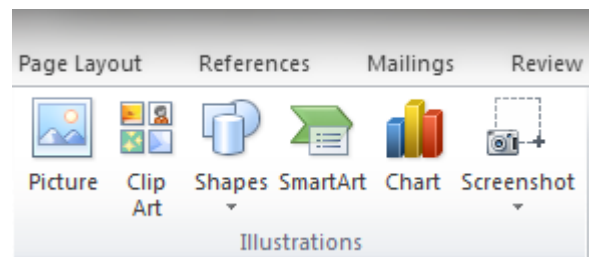 Page Layout References Mailings Review
Picture Clip Shapes SmartArt Chart Screenshot
Art
Illustrations